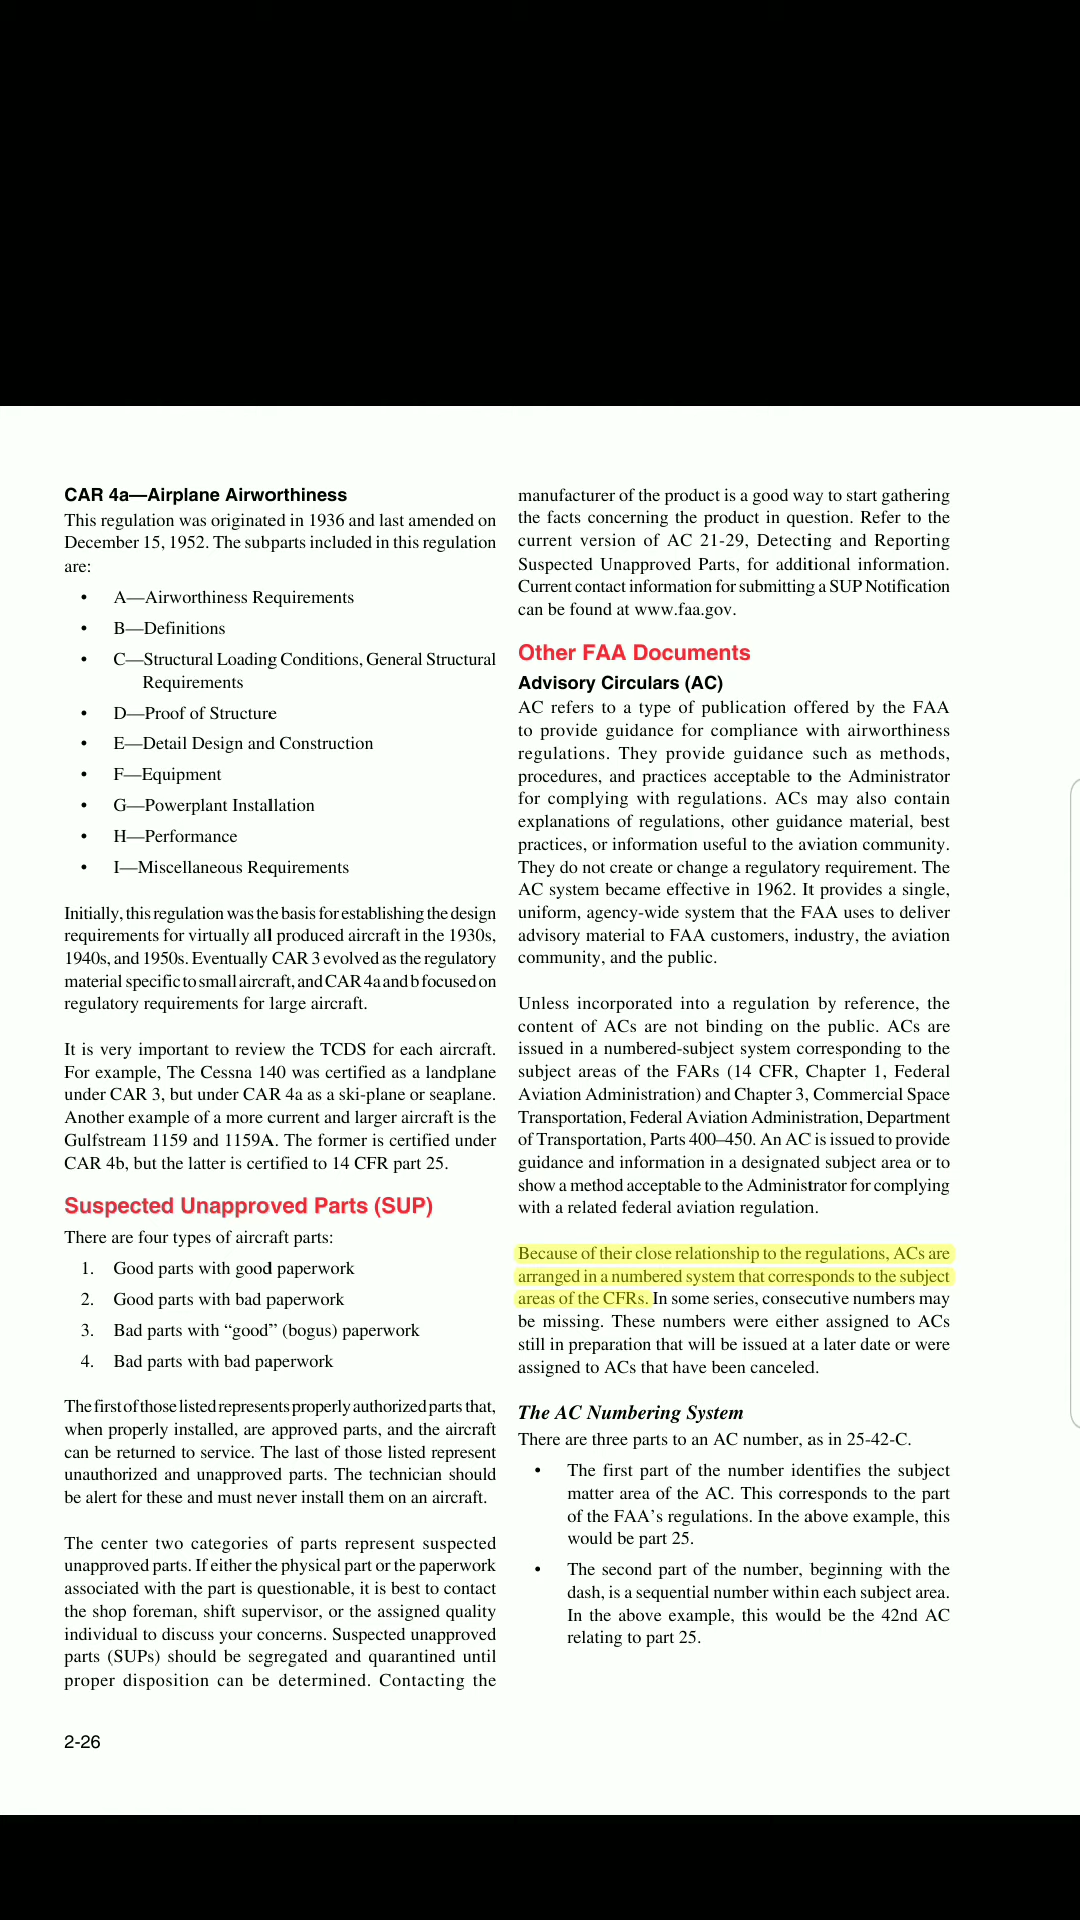 CAR 4a—Airplane Airworthiness
This regulation was originated in 1936 and last amended on
December 15, 1952. The subparts included in this regulation
are:
• A—Airworthiness Requirements
• B—Definitions
• C—Structural Loading Conditions, General Structural
Requirements
• D—Proof of Structure
• E—Detail Design and Construction
• F—Equipment
• G—Powerplant Installation
• H—Performance
• I—Miscellaneous Requirements
Initially, this regulation was the basis for establishing the design
requirements for virtually all produced aircraft in the 1930s,
1940s, and 1950s. Eventually CAR 3 evolved as the regulatory
material specific to small aircraft, and CAR 4a and b focused on
regulatory requirements for large aircraft.
It is very important to review the TCDS for each aircraft.
For example, The Cessna 140 was certified as a landplane
under CAR 3, but under CAR 4a as a ski-plane or seaplane.
Another example of a more current and larger aircraft is the
Gulfstream 1159 and 1159A. The former is certified under
CAR 4b, but the latter is certified to 14 CFR part 25.
Suspected Unapproved Parts (SUP)
There are four types of aircraft parts:
1. Good parts with good paperwork
2. Good parts with bad paperwork
3. Bad parts with “good” (bogus) paperwork
4. Bad parts with bad paperwork
The first of those listed represents properly authorized parts that,
when properly installed, are approved parts, and the aircraft
can be returned to service. The last of those listed represent
unauthorized and unapproved parts. The technician should
be alert for these and must never install them on an aircraft.
The center two categories of parts represent suspected
unapproved parts. If either the physical part or the paperwork
associated with the part is questionable, it is best to contact
the shop foreman, shift supervisor, or the assigned quality
individual to discuss your concerns. Suspected unapproved
parts (SUPs) should be segregated and quarantined until
proper disposition can be determined. Contacting the
manufacturer of the product is a good way to start gathering
the facts concerning the product in question. Refer to the
current version of AC 21-29, Detecting and Reporting
Suspected Unapproved Parts, for additional information.
Current contact information for submitting a SUP Notification
can be found at www.faa.gov.
Other FAA Documents
Advisory Circulars (AC)
AC refers to a type of publication offered by the FAA
to provide guidance for compliance with airworthiness
regulations. They provide guidance such as methods,
procedures, and practices acceptable to the Administrator
for complying with regulations. ACs may also contain
explanations of regulations, other guidance material, best
practices, or information useful to the aviation community.
They do not create or change a regulatory requirement. The
AC system became effective in 1962. It provides a single,
uniform, agency-wide system that the FAA uses to deliver
advisory material to FAA customers, industry, the aviation
community, and the public.
Unless incorporated into a regulation by reference, the
content of ACs are not binding on the public. ACs are
issued in a numbered-subject system corresponding to the
subject areas of the FARs (14 CFR, Chapter 1, Federal
Aviation Administration) and Chapter 3, Commercial Space
Transportation, Federal Aviation Administration, Department
of Transportation, Parts 400–450. An AC is issued to provide
guidance and information in a designated subject area or to
show a method acceptable to the Administrator for complying
with a related federal aviation regulation.
Because of their close relationship to the regulations, ACs are
arranged in a numbered system that corresponds to the subject
areas of the CFRs. In some series, consecutive numbers may
be missing. These numbers were either assigned to ACs
still in preparation that will be issued at a later date or were
assigned to ACs that have been canceled.
The AC Numbering System
There are three parts to an AC number, as in 25-42-C.
• The first part of the number identifies the subject
matter area of the AC. This corresponds to the part
of the FAA’s regulations. In the above example, this
would be part 25.
• The second part of the number, beginning with the
dash, is a sequential number within each subject area.
In the above example, this would be the 42nd AC
relating to part 25.
2-26